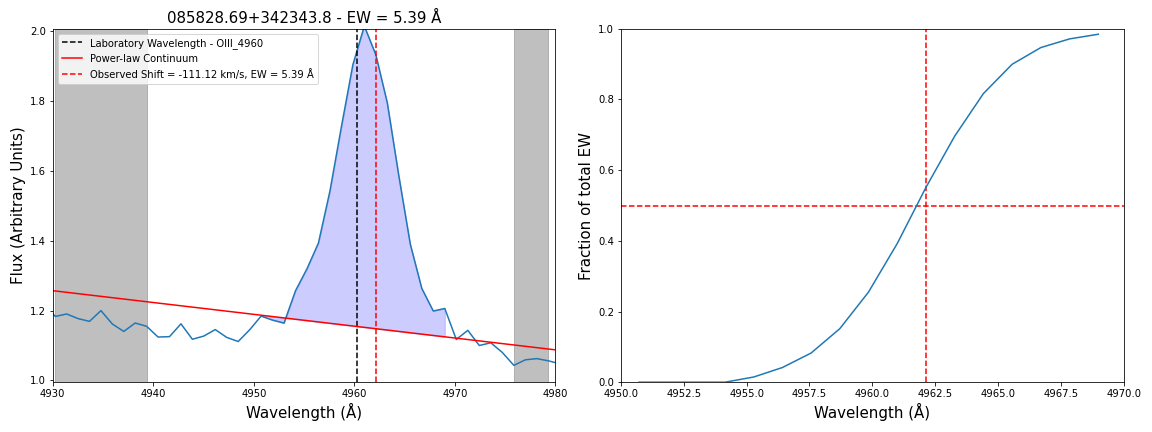 085828.69+342343.8 - EW = 5.39 Å
Laboratory Wavelength - OIII_4960
Power-law Continuum
Observed Shift = -111.12 km/s, EW = 5.39 Å
Flux (Arbitrary Units)
2.0
1.8
1.6
1.4
1.2
1.0
4930 4940 4950 4960 4970 4980
Wavelength (Å)
Fraction of total EW
1.0
0.8
0.6
0.4
0.2
0.0
4950.0 4952.5 4955.0 4957.5 4960.0 4962.5 4965.0 4967.5 4970.0
Wavelength (Å)